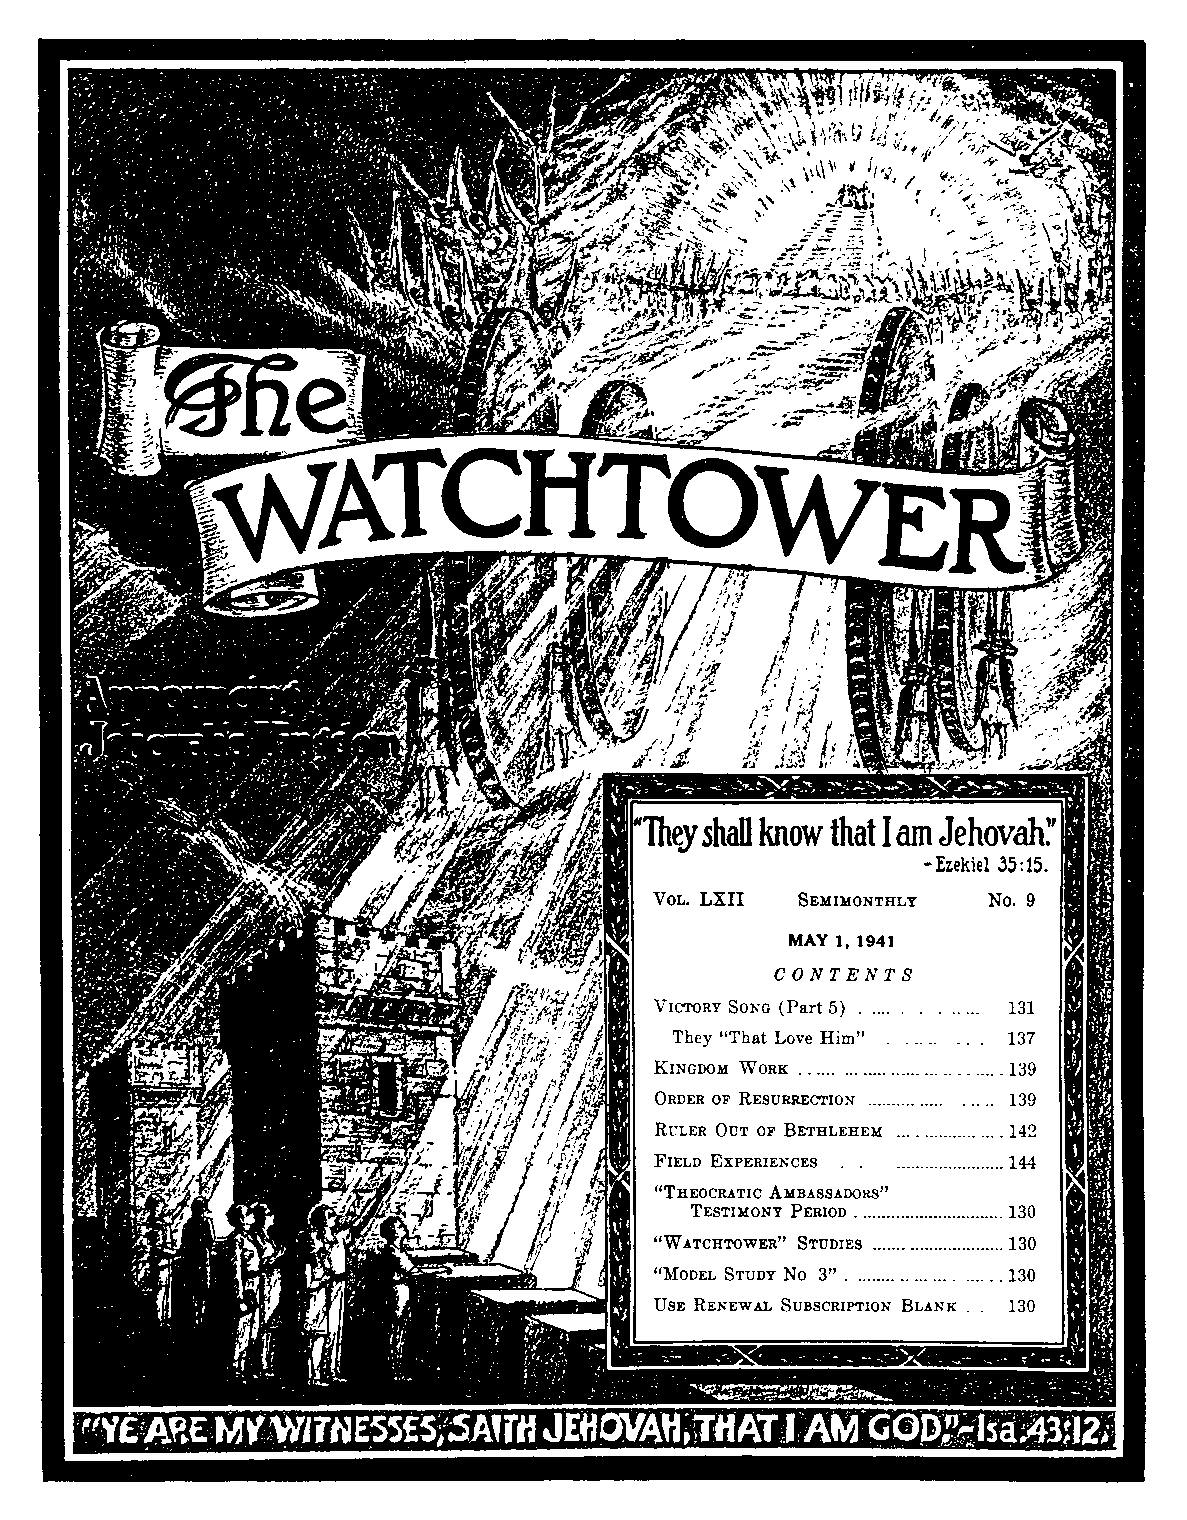 The
WATCHTOWER
Announcing
Jehovah's Kingdom
"They shall know that I am Jehovah."
-Ezekiel 35:15.
VOL. LXII SEMIMONTHLY No. 9
MAY 1, 1941
CONTENTS
VICTORY SONG (Part 5) 131
They "That Love Him" 137
KINGDOM WORK 139
ORDER OF RESURRECTION 139
RULER OUT OF BETHLEHEM 142
FIELD EXPERIENCES 144
"THEOCRATIC AMBASSADORS"
TESTIMONY PERIOD 130
"WATCHTOWER" STUDIES 130
"MODEL STUDY No 3" 130
USE RENEWAL SUBSCRIPTION BLANK 130
"YE ARE MY WITNESSES, SAITH JEHOVAH, THAT I AM GOD."-Isa. 43:12.